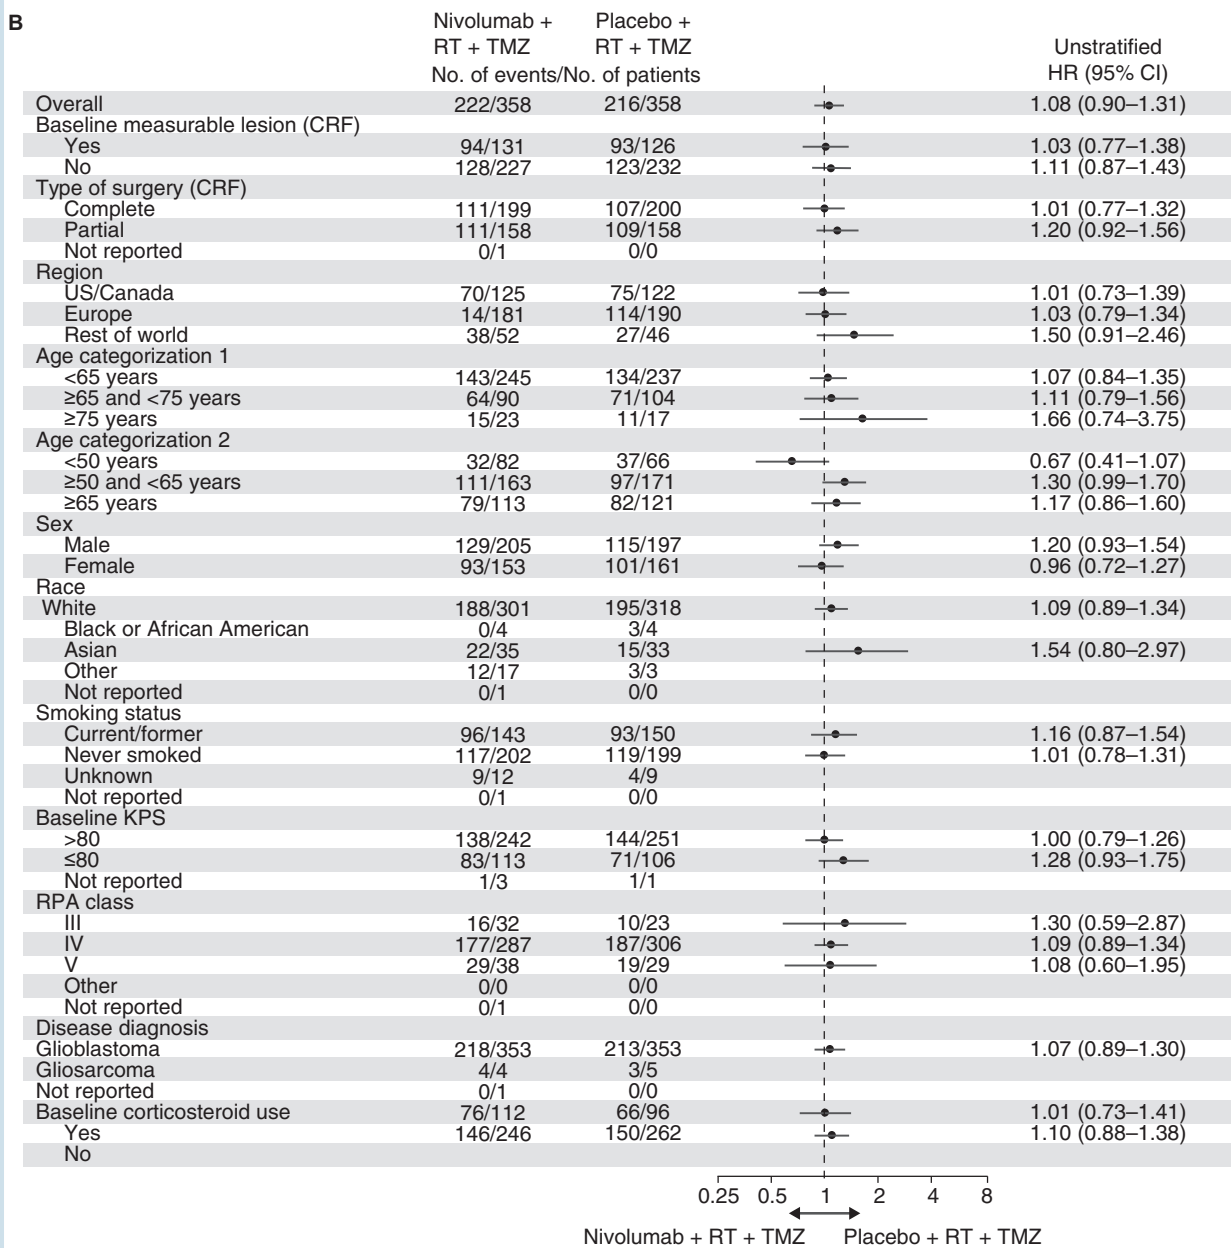 B
Nivolumab + Placebo +
RT + TMZ RT + TMZ Unstratified
No. of events/No. of patients HR (95% CI)
Overall 222/358 216/358 1.08 (0.90–1.31)
Baseline measurable lesion (CRF)
Yes 94/131 93/126 1.03 (0.77–1.38)
No 128/227 123/232 1.11 (0.87–1.43)
Type of surgery (CRF)
Complete 111/199 107/200 1.01 (0.77–1.32)
Partial 111/158 109/158 1.20 (0.92–1.56)
Not reported 0/1 0/0
Region
US/Canada 70/125 75/122 1.01 (0.73–1.39)
Europe 14/181 114/190 1.03 (0.79–1.34)
Rest of world 38/52 27/46 1.50 (0.91–2.46)
Age categorization 1
<65 years 143/245 134/237 1.07 (0.84–1.35)
≥65 and <75 years 64/90 71/104 1.11 (0.79–1.56)
≥75 years 15/23 11/17 1.66 (0.74–3.75)
Age categorization 2
<50 years 32/82 37/66 0.67 (0.41–1.07)
≥50 and <65 years 111/163 97/171 1.30 (0.99–1.70)
≥65 years 79/113 82/121 1.17 (0.86–1.60)
Sex
Male 129/205 115/197 1.20 (0.93–1.54)
Female 93/153 101/161 0.96 (0.72–1.27)
Race
White 188/301 195/318 1.09 (0.89–1.34)
Black or African American 0/4 3/4
Asian 22/35 15/33 1.54 (0.80–2.97)
Other 12/17 3/3
Not reported 0/1 0/0
Smoking status
Current/former 96/143 93/150 1.16 (0.87–1.54)
Never smoked 117/202 119/199 1.01 (0.78–1.31)
Unknown 9/12 4/9
Not reported 0/1 0/0
Baseline KPS
>80 138/242 144/251 1.00 (0.79–1.26)
≤80 83/113 71/106 1.28 (0.93–1.75)
Not reported 1/3 1/1
RPA class
III 16/32 10/23 1.30 (0.59–2.87)
IV 177/287 187/306 1.09 (0.89–1.34)
V 29/38 19/29 1.08 (0.60–1.95)
Other 0/0 0/0
Not reported 0/1 0/0
Disease diagnosis
Glioblastoma 218/353 213/353 1.07 (0.89–1.30)
Gliosarcoma 4/4 3/5
Not reported 0/1 0/0
Baseline corticosteroid use 76/112 66/96 1.01 (0.73–1.41)
Yes 146/246 150/262 1.10 (0.88–1.38)
No
0.25 0.5 1 2 4 8
Nivolumab + RT + TMZ Placebo + RT + TMZ